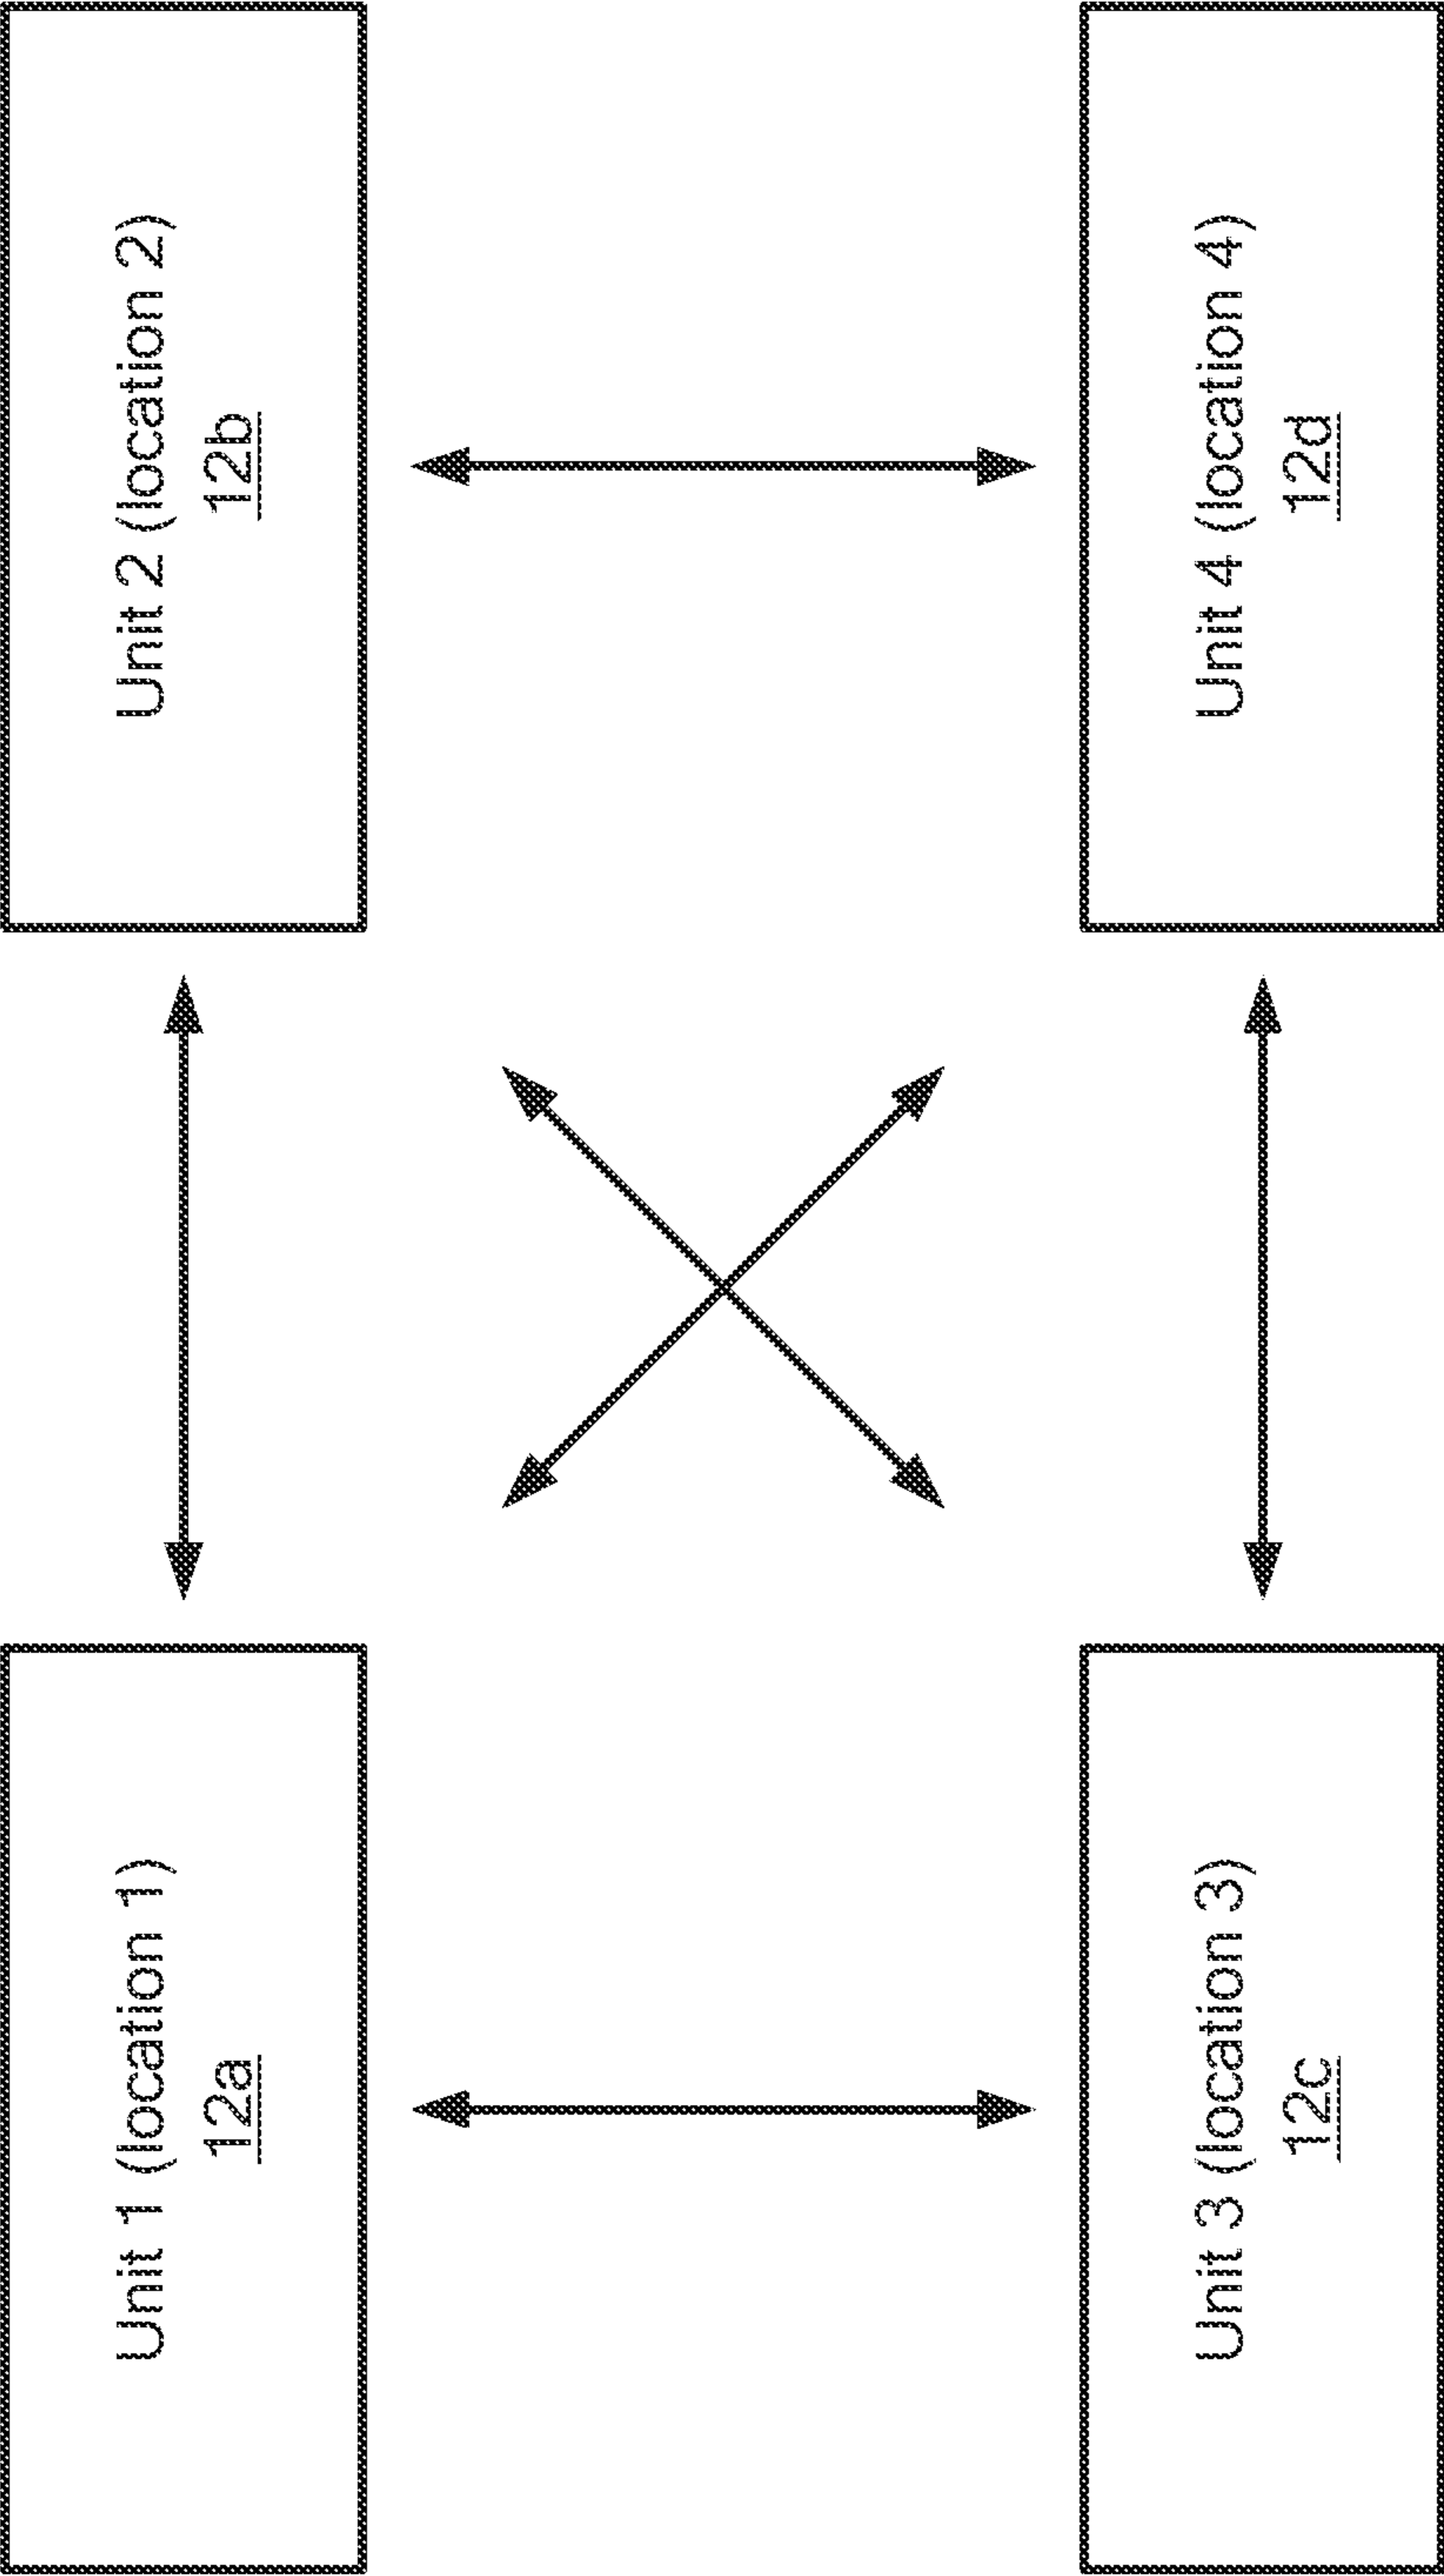 Unit 1 (location 1)
12a
Unit 2 (location 2)
12b
Unit 3 (location 3)
12c
Unit 4 (location 4)
12d